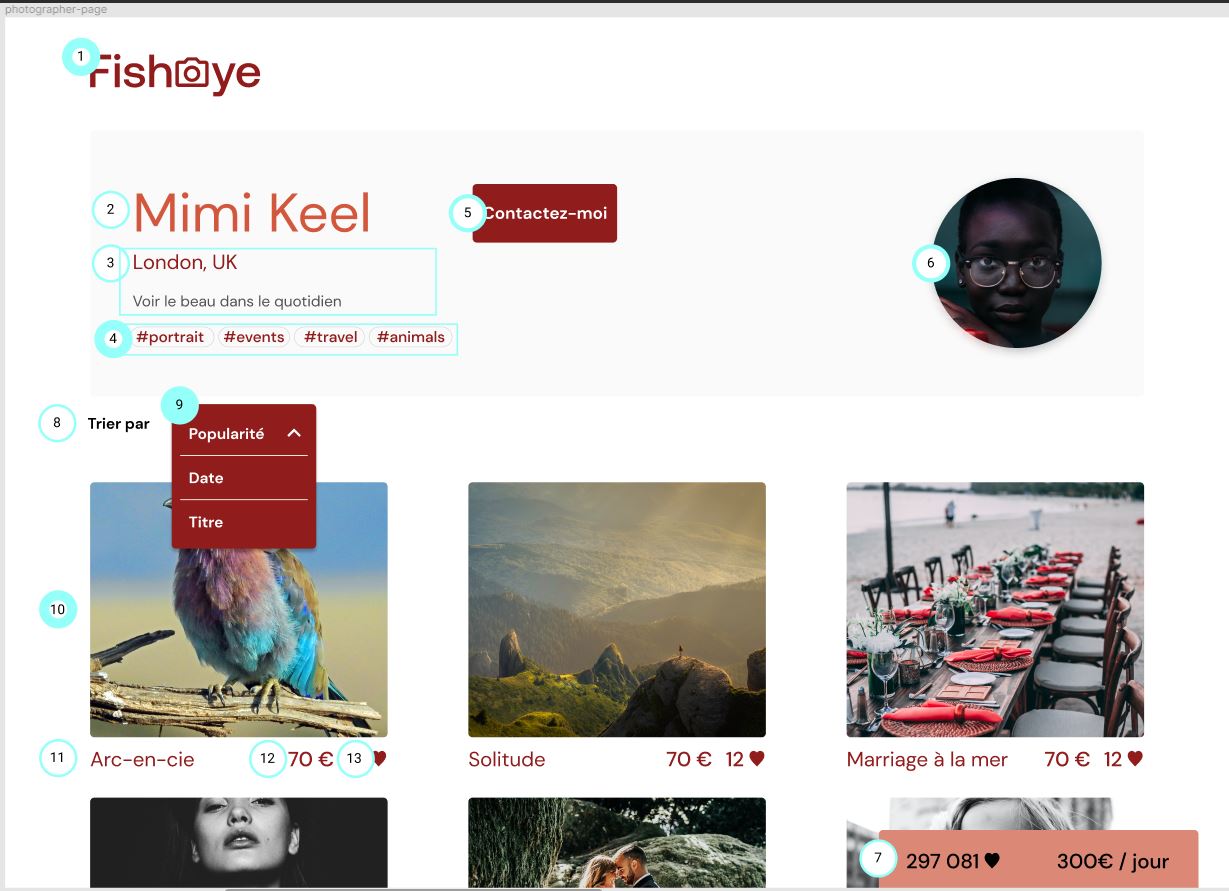 photographer-page
1
Fisheye
2
Mimi Keel
5
Contactez-moi
3
London, UK
6
Voir le beau dans le quotidien
4
#portrait #events #travel #animals
8
Trier par
9
Popularité
Date
Titre
10
11
Arc-en-cie
12
70 €
13
Solitude
70 € 12
Marriage à la mer
70 € 12
7
297 081
300€ / jour